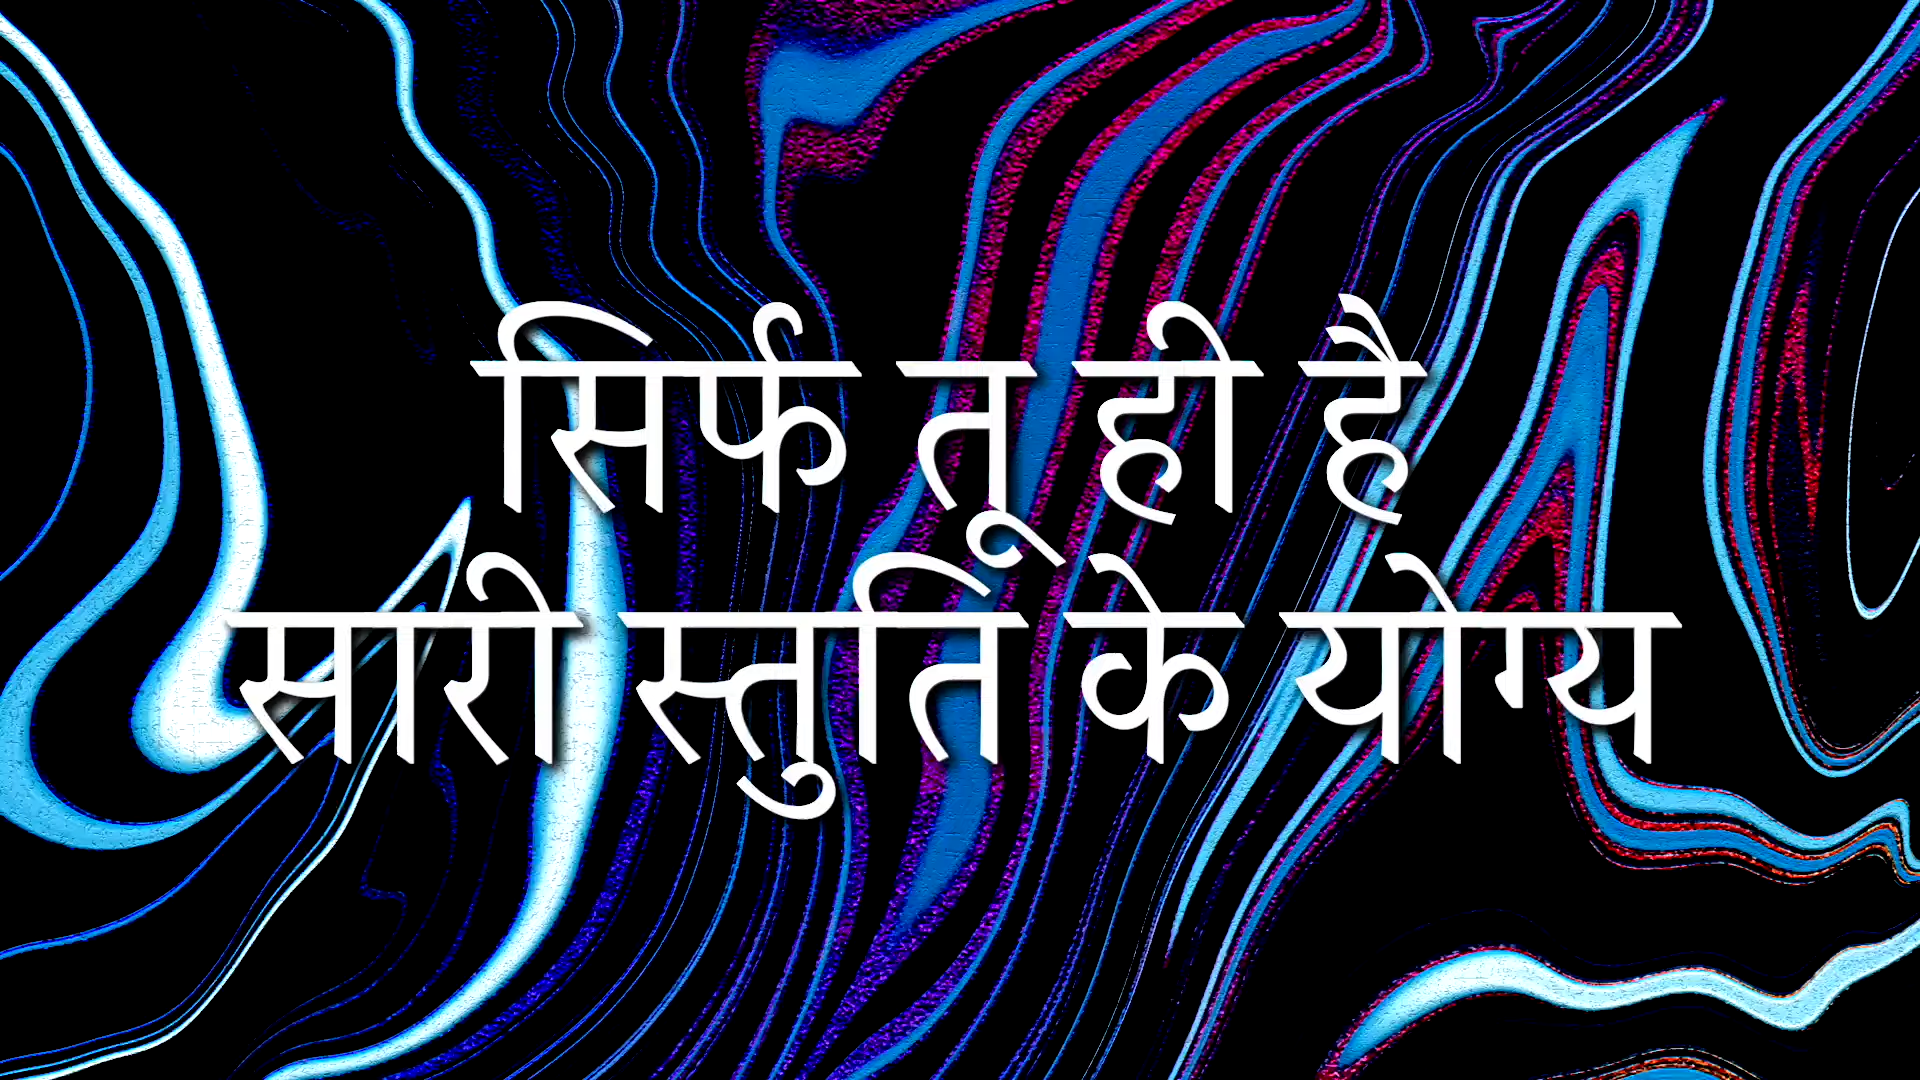 सिर्फ तू ही है
सारी स्तुति के योग्य